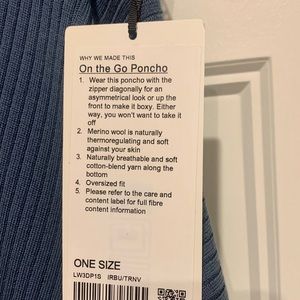 WHY WE MADE THIS
On the Go Poncho
1. Wear this poncho with the
zipper diagonally for an
asymmetrical look or up the
front to make it boxy. Either
way, you won't want to take it
off
2. Merino wool is naturally
thermoregulating and soft
against your skin
3. Naturally breathable and soft
cotton-blend yarn along the
bottom
4. Oversized fit
5. Please refer to the care and
content label for full fibre
content information
ONE SIZE
LW3DP1S IRBU/TRNV